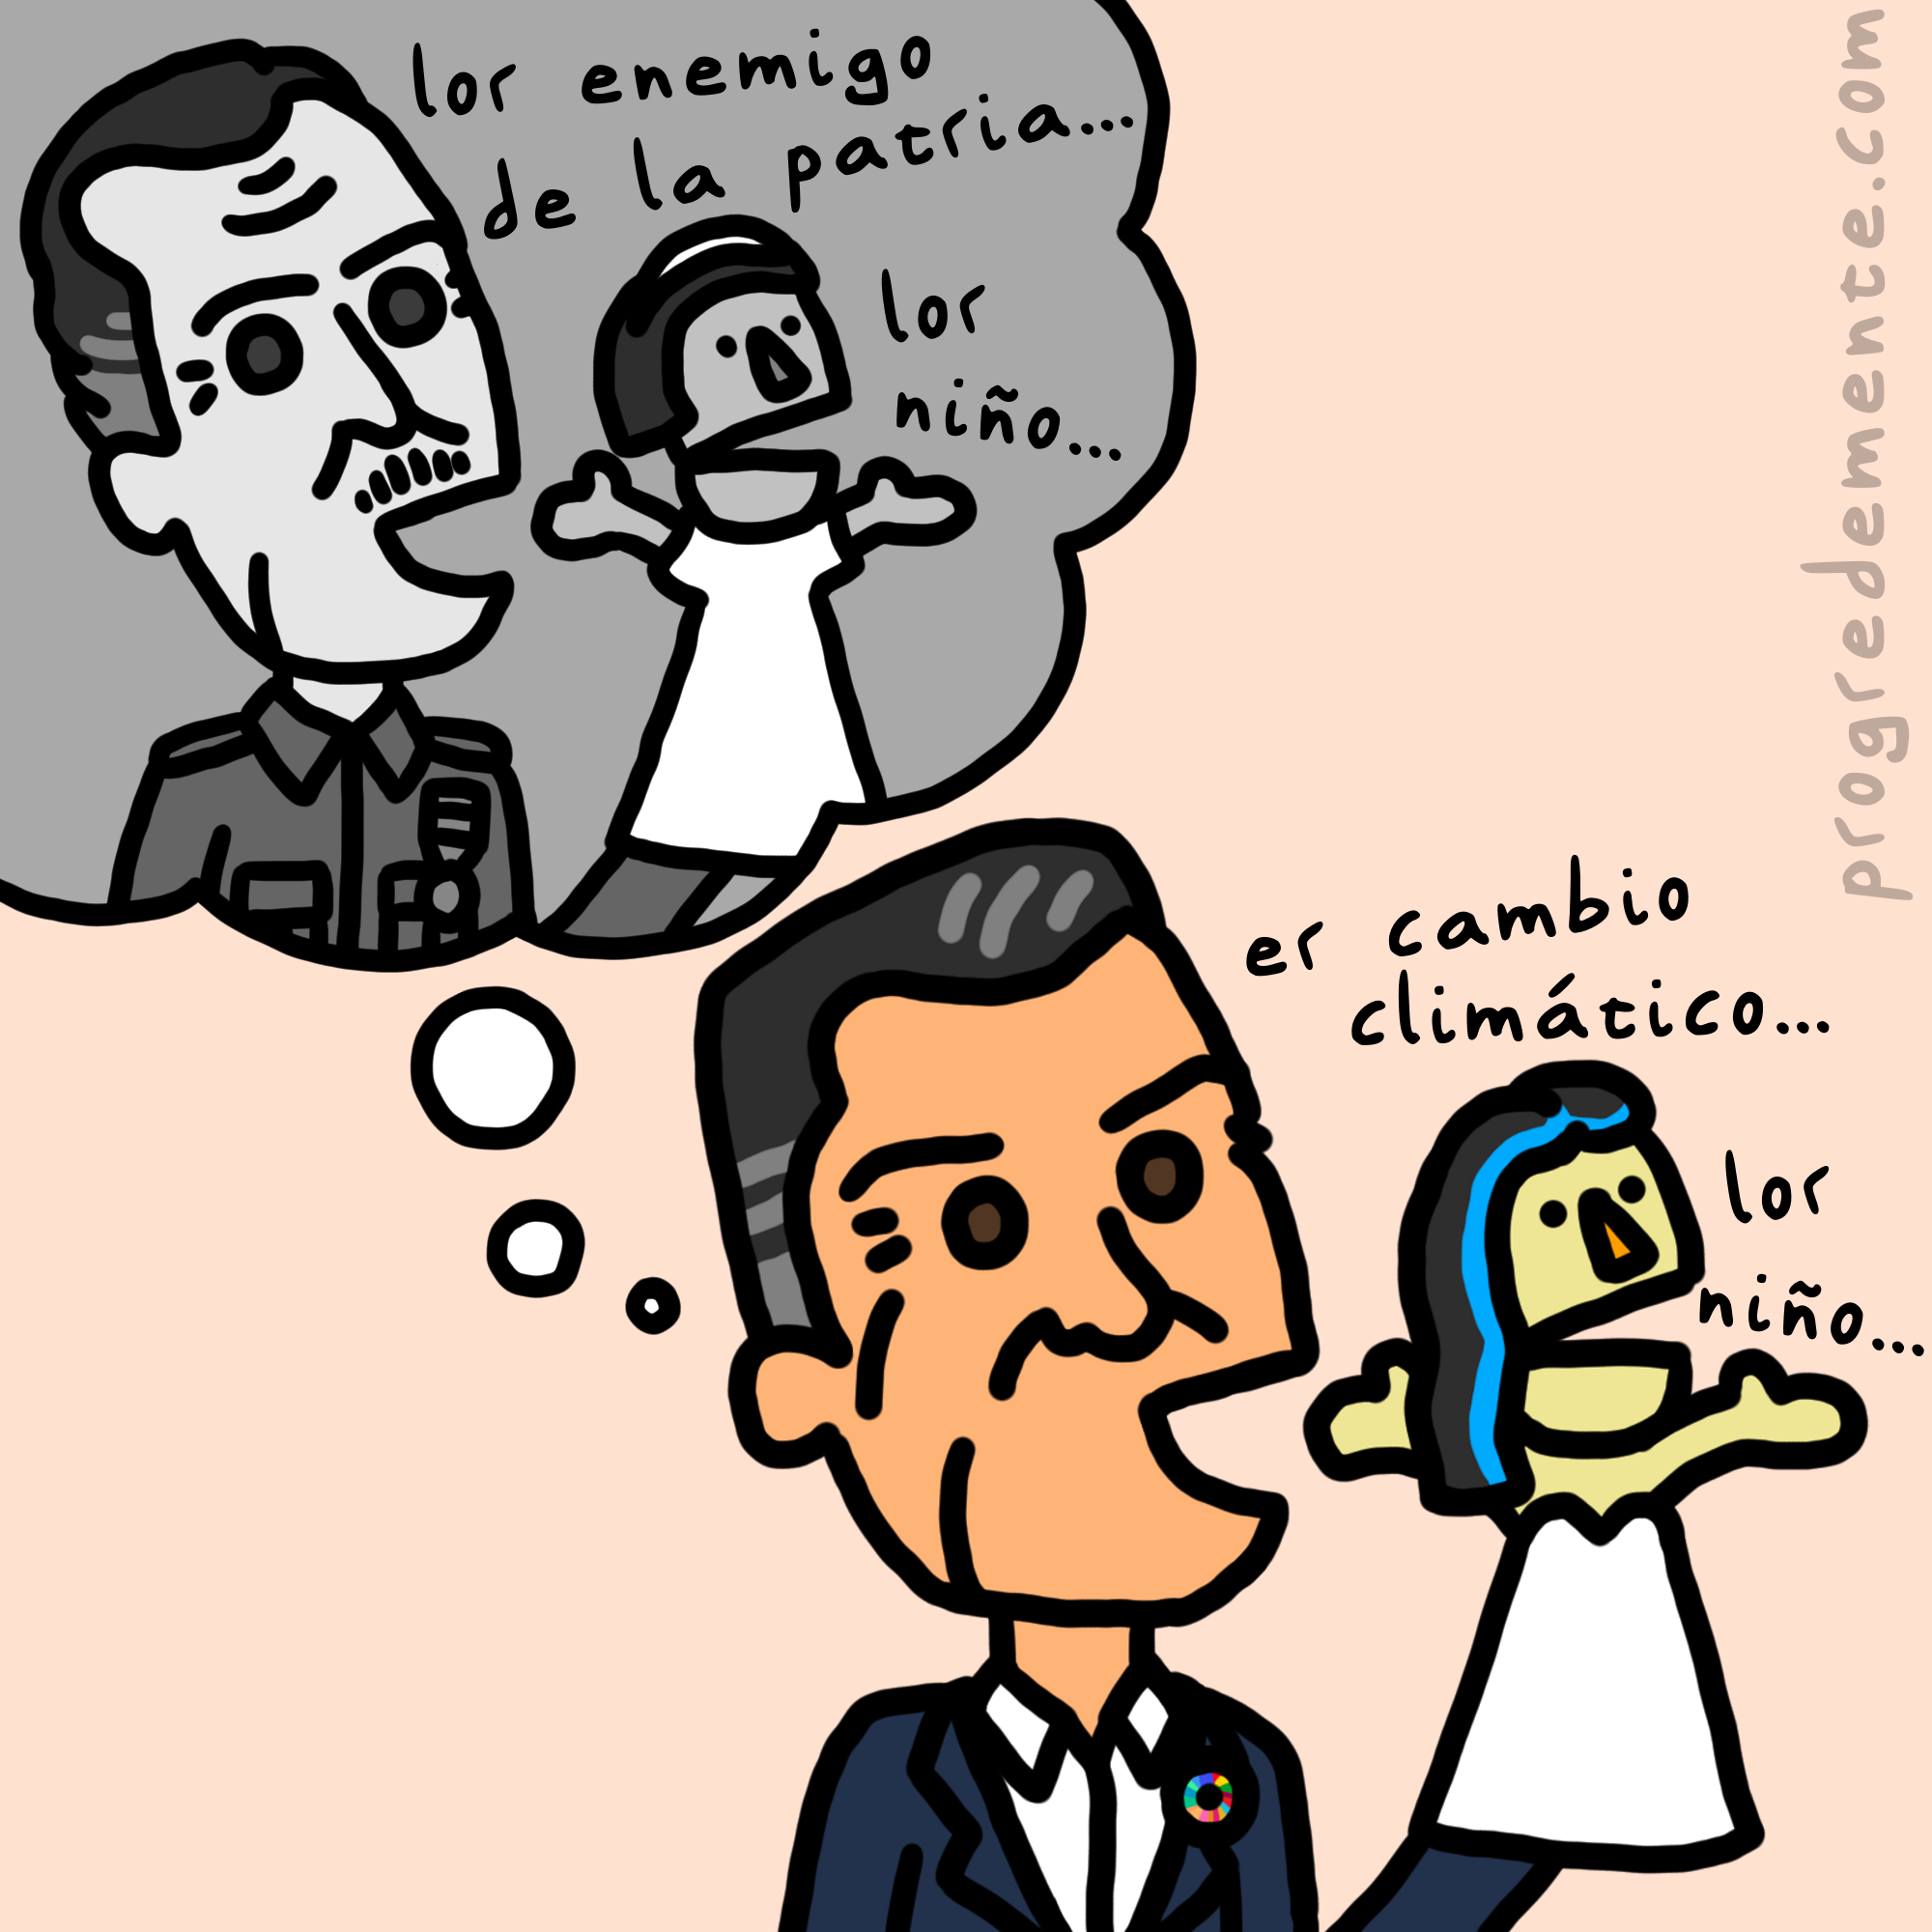 lor enemigo
de la patria...
lor
niño...
er cambio
climático...
lor
niño...
progredemente.com